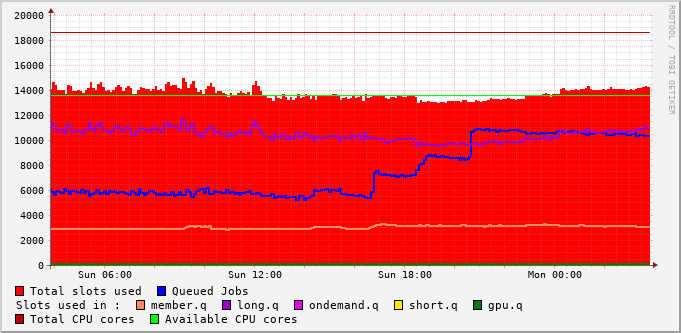 20000
18000
16000
14000
12000
10000
8000
6000
4000
2000
0
Sun 06:00 Sun 12:00 Sun 18:00 Mon 00:00
RRDTOOL / TOBI OETIKER
Total slots used Queued Jobs
Slots used in : member.q long.q ondemand.q short.q gpu.q
Total CPU cores Available CPU cores